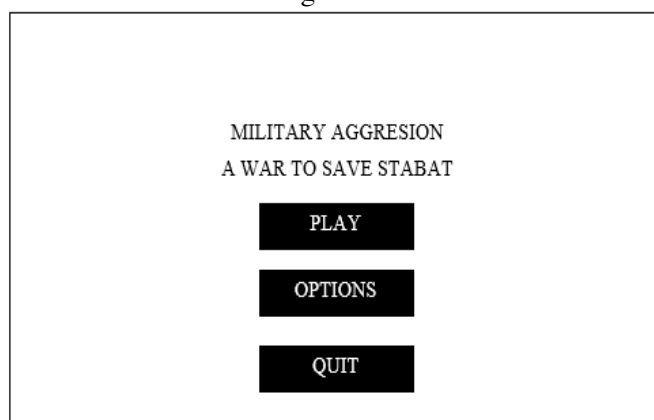 MILITARY AGGRESION
A WAR TO SAVE STABAT
PLAY
OPTIONS
QUIT